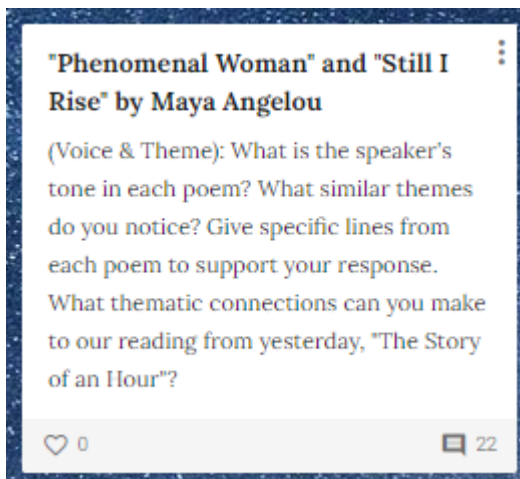 "Phenomenal Woman" and "Still I
Rise" by Maya Angelou
(Voice & Theme): What is the speaker's
tone in each poem? What similar themes
do you notice? Give specific lines from
each poem to support your response.
What thematic connections can you make
to our reading from yesterday, "The Story
of an Hour"?
0 22